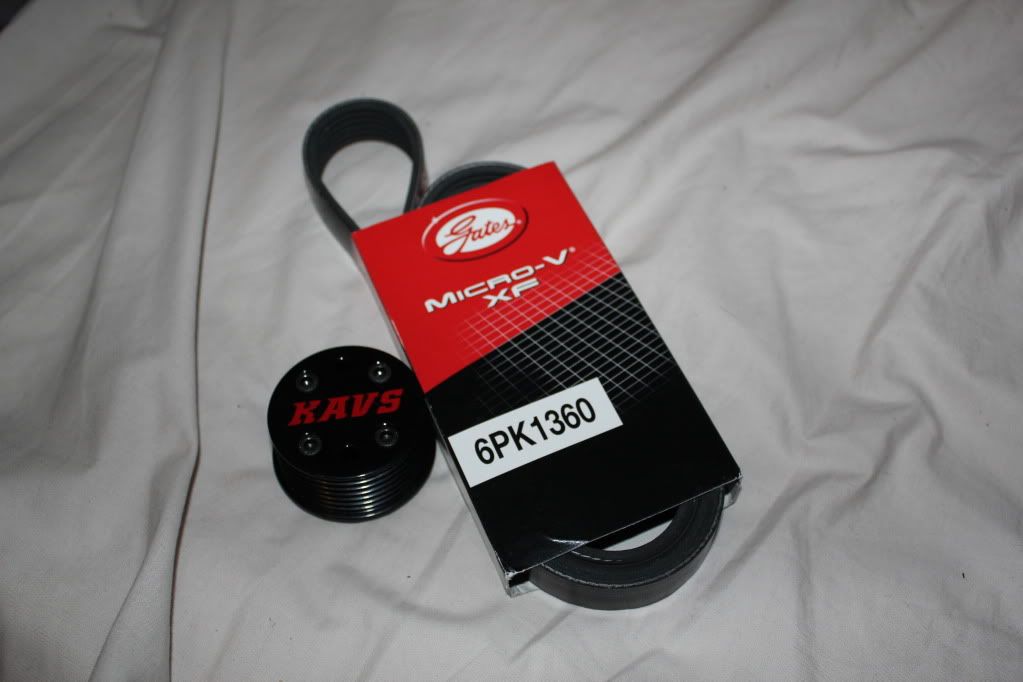 Gates®
MICRO-V®
XF
KAVS
6PK1360